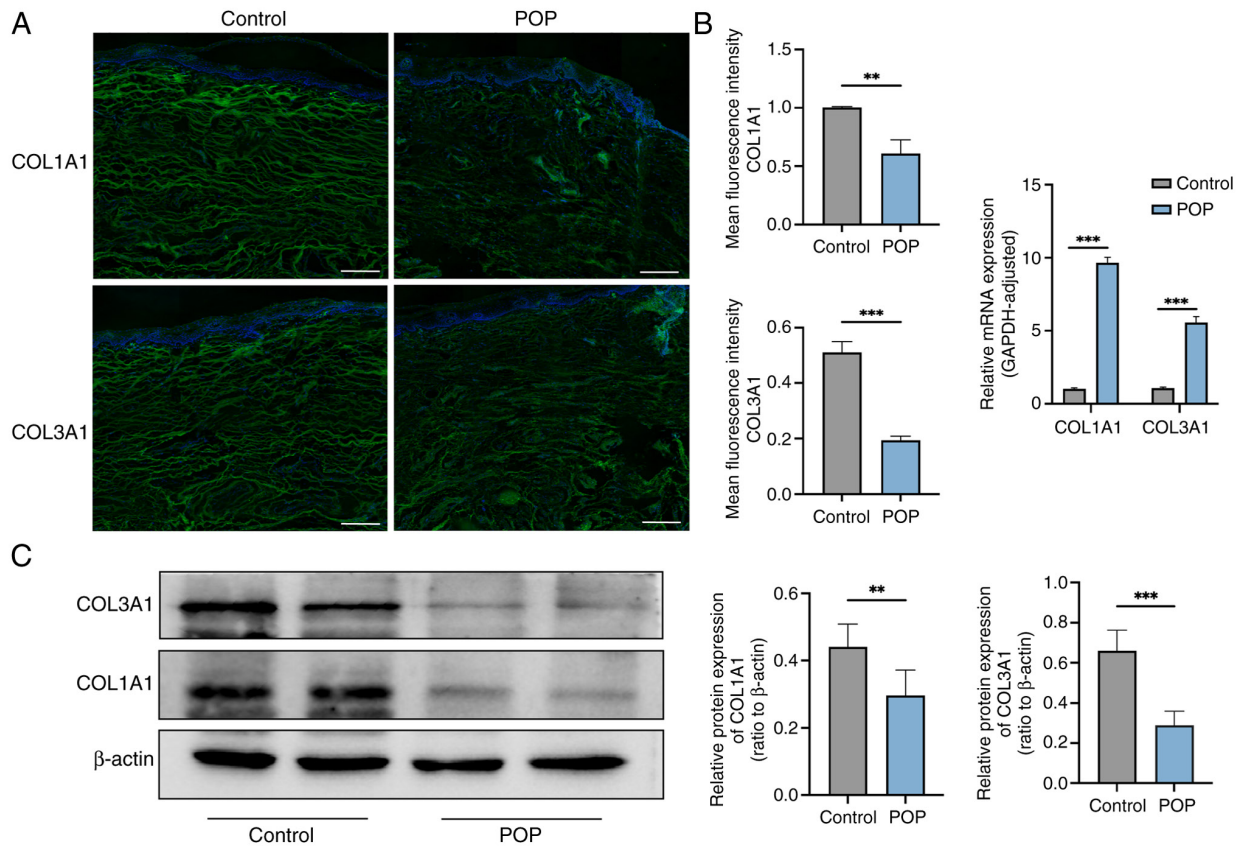 A
Control
POP
COL1A1
COL3A1
B
Mean fluorescence intensity
COL1A1
1.5
1.0
0.5
0.0
**
Control
POP
Mean fluorescence intensity
COL3A1
0.6
0.4
0.2
0.0
***
Control
POP
Relative mRNA expression
(GAPDH-adjusted)
15
10
5
0
***
***
COL1A1
COL3A1
Control
POP
C
COL3A1
COL1A1
β-actin
Control
POP
Relative protein expression
of COL1A1
(ratio to β-actin)
0.6
0.4
0.2
0.0
**
Control
POP
Relative protein expression
of COL3A1
(ratio to β-actin)
1.0
0.8
0.6
0.4
0.2
0.0
***
Control
POP